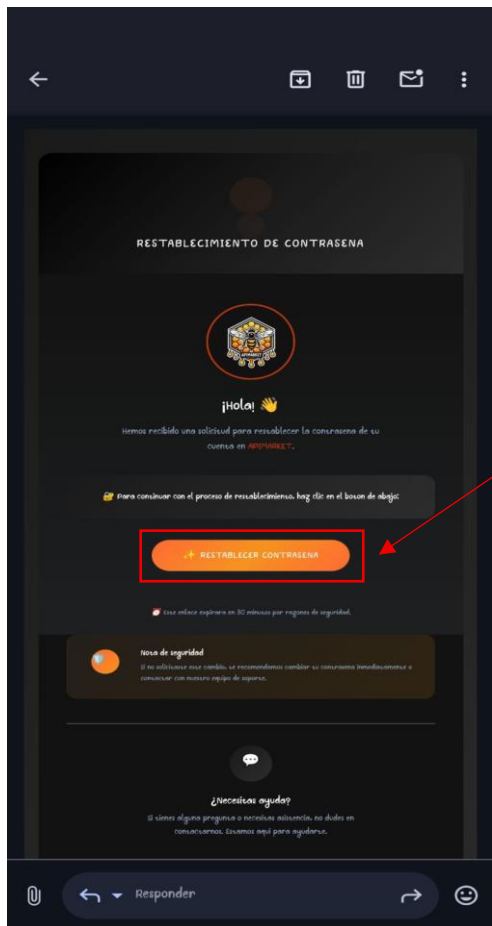 RESTABLECIMIENTO DE CONTRASENA
APIMARKET
¡Hola! 👋
Hemos recibido una solicitud para restablecer la contrasena de tu
cuenta en APIMARKET.
🔐 Para continuar con el proceso de restablecimiento, haz clic en el boton de abajo:
✨ RESTABLECER CONTRASENA
⏰ Este enlace expirara en 30 minutos por razones de seguridad.
Nota de seguridad
Si no solicitaste este cambio, te recomendamos cambiar tu contrasena inmediatamente y
contactar con nuestro equipo de soporte.
¿Necesitas ayuda?
Si tienes alguna pregunta o necesitas asistencia, no dudes en
contactarnos. Estamos aquí para ayudarte.
Responder